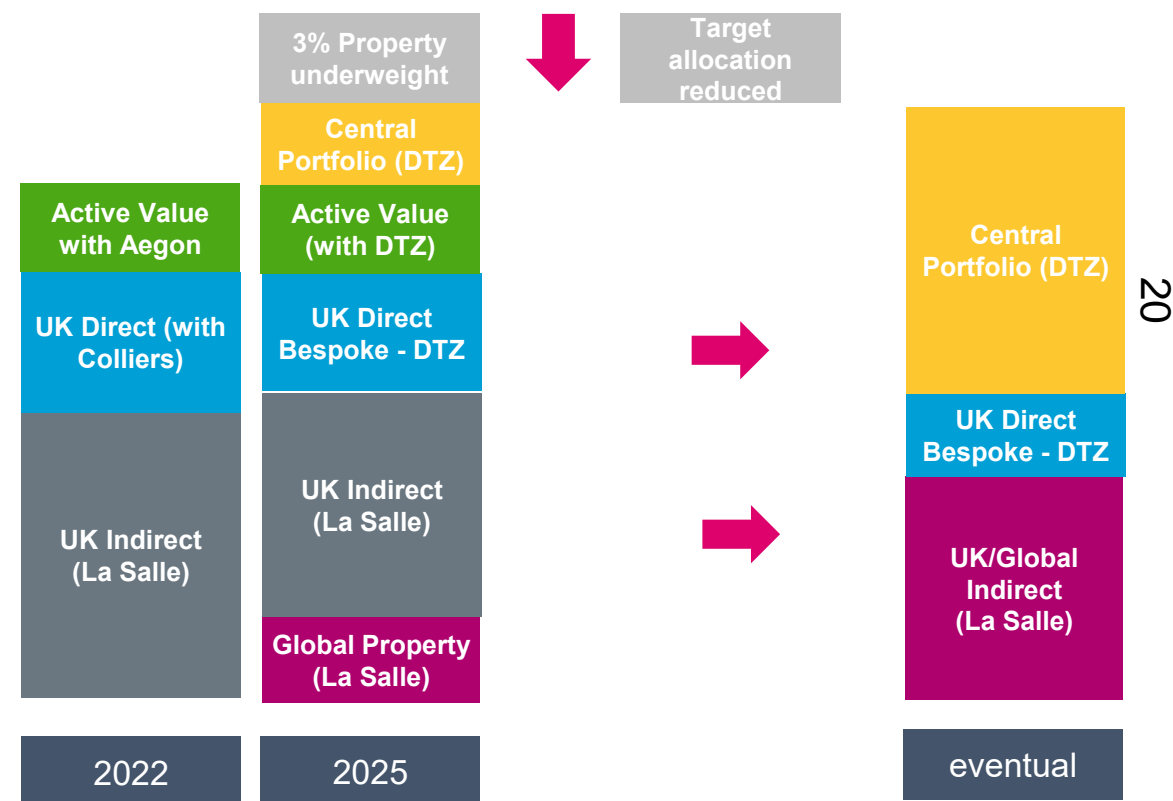 3% Property
underweight
Target
allocation
reduced
Active Value
with Aegon
UK Direct (with
Colliers)
UK Indirect
(La Salle)
2022
Central
Portfolio (DTZ)
Active Value
(with DTZ)
UK Direct
Bespoke - DTZ
UK Indirect
(La Salle)
Global Property
(La Salle)
2025
Central
Portfolio (DTZ)
UK Direct
Bespoke - DTZ
UK/Global
Indirect
(La Salle)
eventual
20